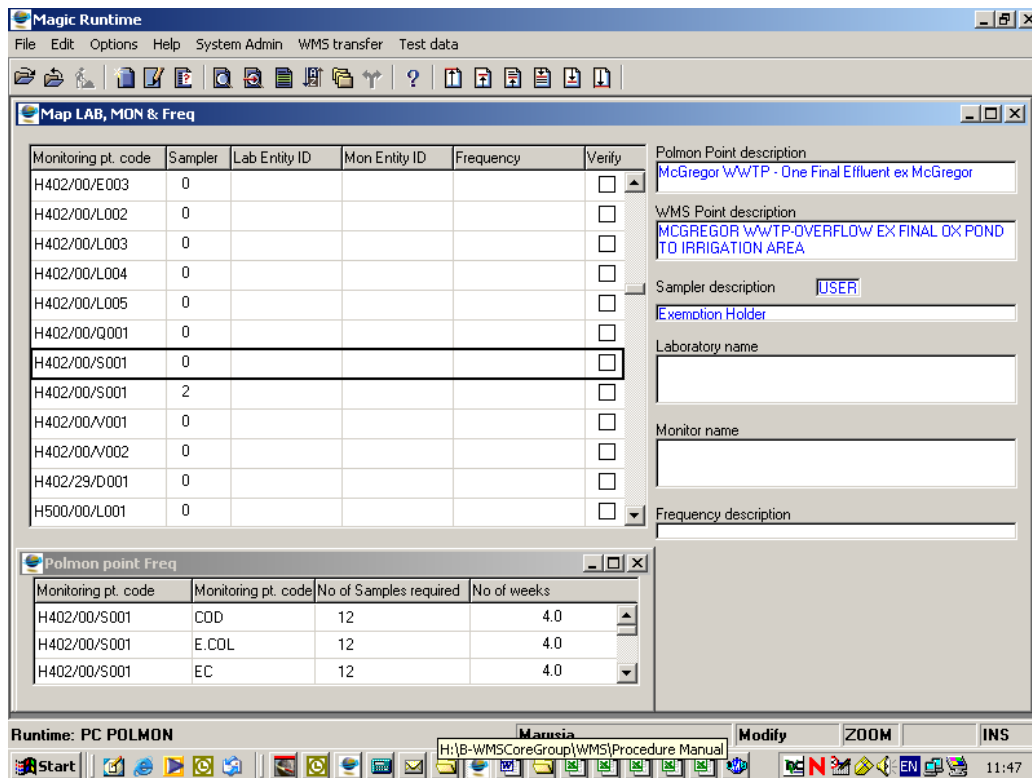 Magic Runtime
File Edit Options Help System Admin WMS transfer Test data
Map LAB, MON & Freq
Monitoring pt. code Sampler Lab Entity ID Mon Entity ID Frequency Verify
H402/00/E003 0
H402/00/L002 0
H402/00/L003 0
H402/00/L004 0
H402/00/L005 0
H402/00/Q001 0
H402/00/S001 0
H402/00/S001 2
H402/00/V001 0
H402/00/V002 0
H402/29/D001 0
H500/00/L001 0
Polmon Point description
McGregor WWTP - One Final Effluent ex McGregor
WMS Point description
MCGREGOR WWTP-OVERFLOW EX FINAL OX POND
TO IRRIGATION AREA
Sampler description USER
Exemption Holder
Laboratory name
Monitor name
Frequency description
Polmon point Freq
Monitoring pt. code Monitoring pt. code No of Samples required No of weeks
H402/00/S001 COD 12 4.0
H402/00/S001 E.COL 12 4.0
H402/00/S001 EC 12 4.0
Runtime: PC POLMON Marusia Modify ZOOM INS
H:\B-WMSCoreGroup\WMS\Procedure Manual
Start EN 11:47